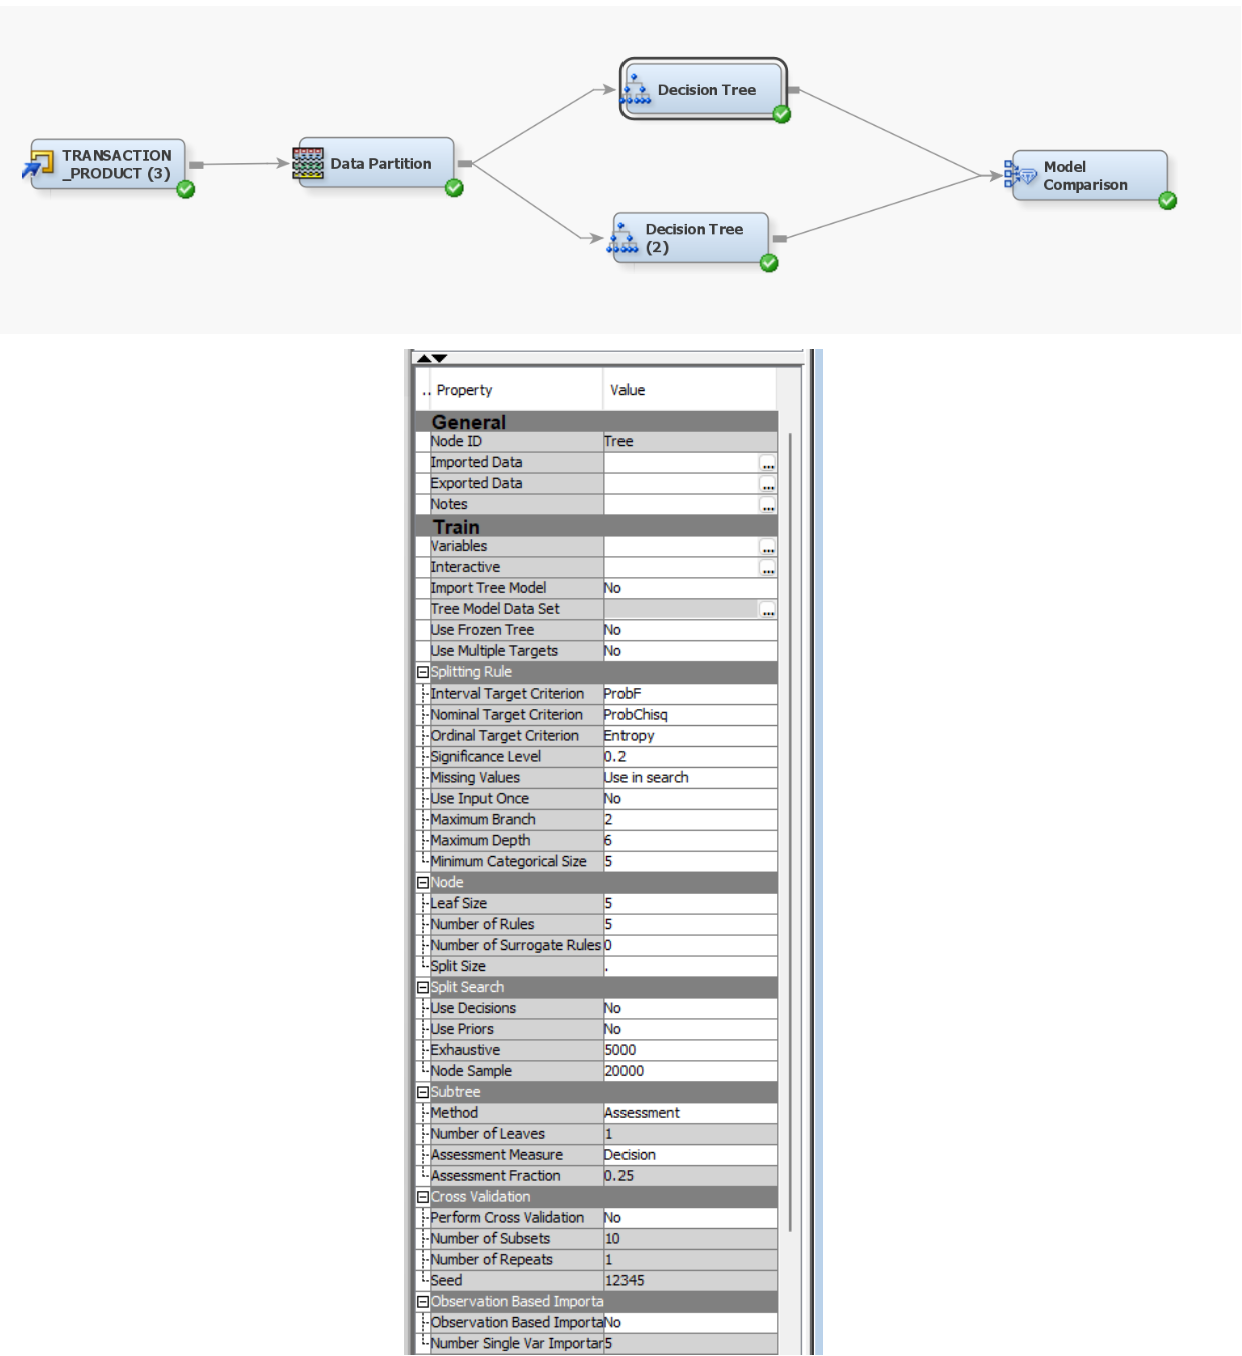 Decision Tree
TRANSACTION
_PRODUCT (3)
Data Partition
Model
Comparison
Decision Tree
(2)
.. Property Value
General
Node ID Tree
Imported Data ...
Exported Data ...
Notes ...
Train
Variables ...
Interactive ...
Import Tree Model No
Tree Model Data Set ...
Use Frozen Tree No
Use Multiple Targets No
Splitting Rule
Interval Target Criterion ProbF
Nominal Target Criterion ProbChisq
Ordinal Target Criterion Entropy
Significance Level 0.2
Missing Values Use in search
Use Input Once No
Maximum Branch 2
Maximum Depth 6
Minimum Categorical Size 5
Node
Leaf Size 5
Number of Rules 5
Number of Surrogate Rules 0
Split Size .
Split Search
Use Decisions No
Use Priors No
Exhaustive 5000
Node Sample 20000
Subtree
Method Assessment
Number of Leaves 1
Assessment Measure Decision
Assessment Fraction 0.25
Cross Validation
Perform Cross Validation No
Number of Subsets 10
Number of Repeats 1
Seed 12345
Observation Based Importa
Observation Based Importa No
Number Single Var Importar 5